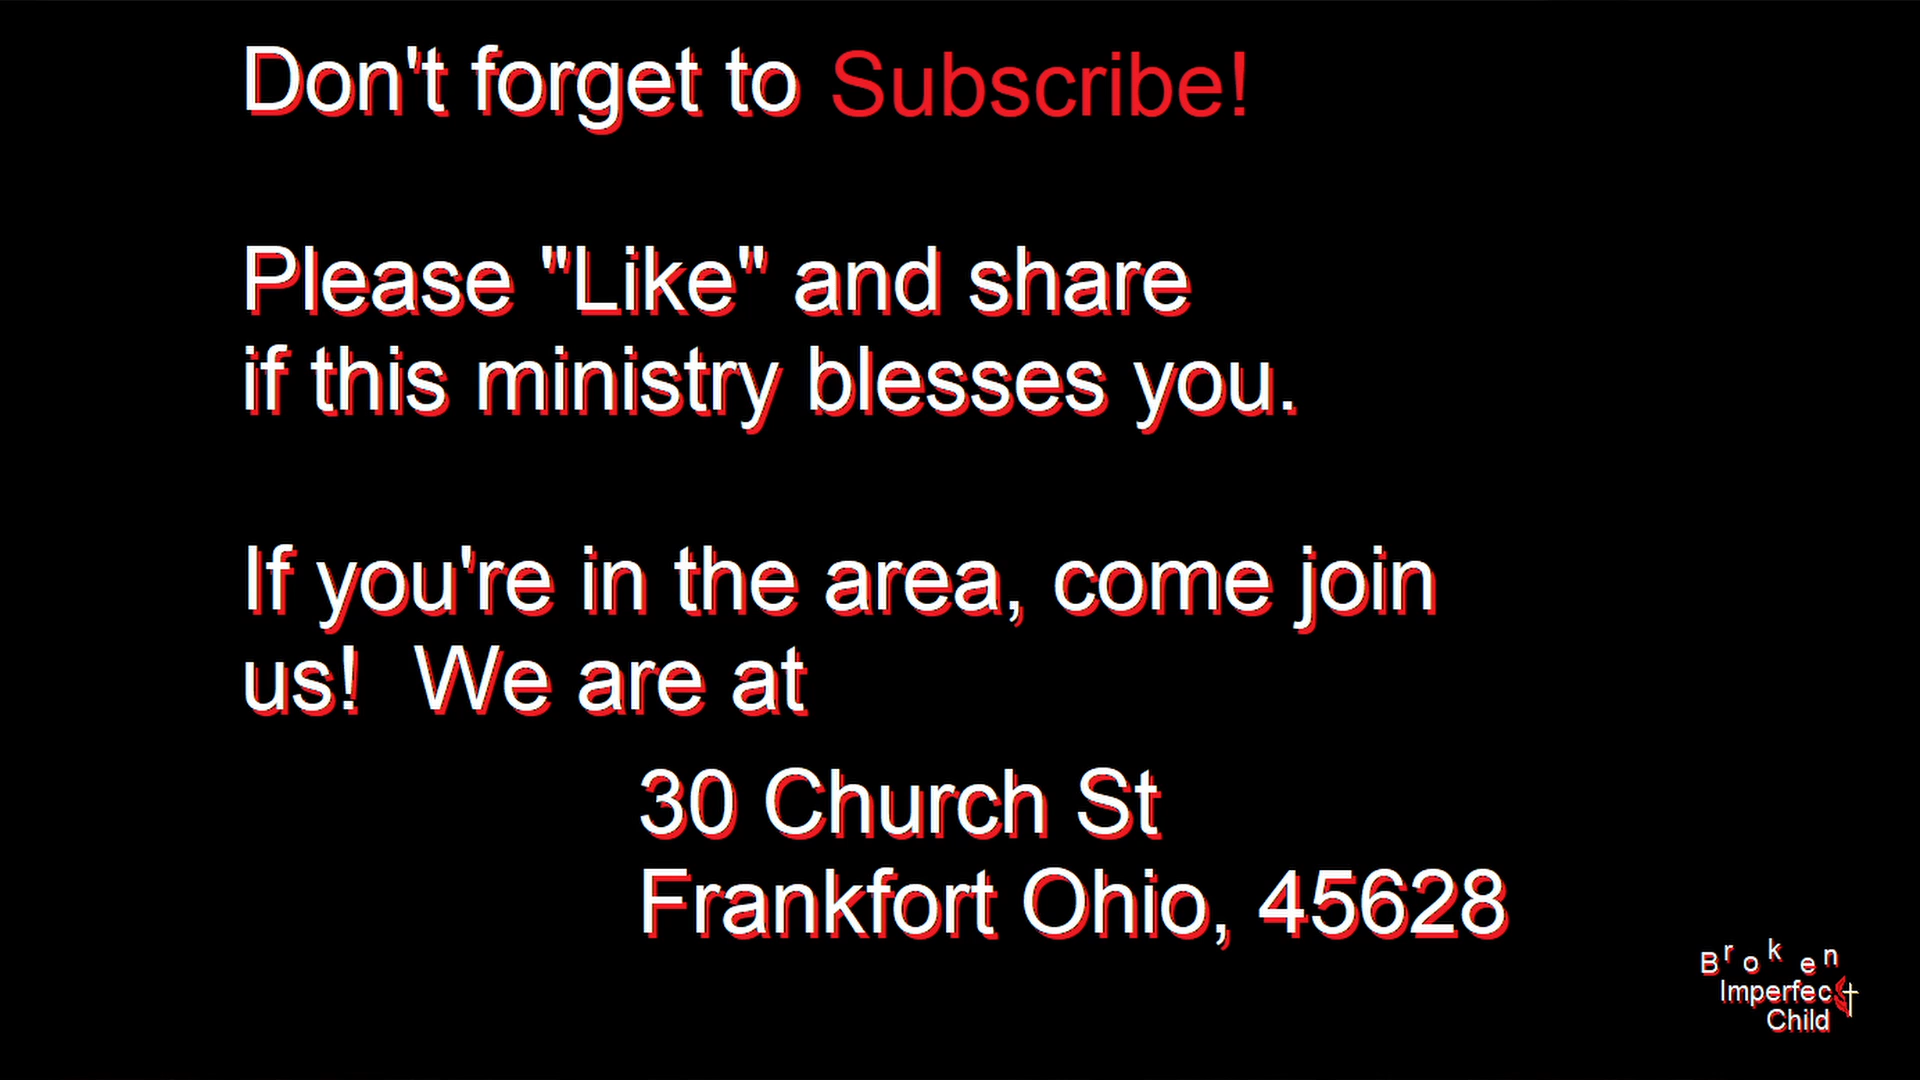 Don't forget to Subscribe!
Please "Like" and share
if this ministry blesses you.
If you're in the area, come join
us!  We are at
30 Church St
Frankfort Ohio, 45628
Broken
Imperfect
Child